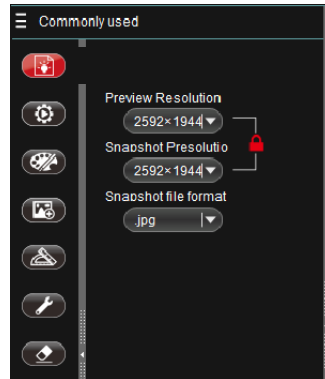 Commonly used
Preview Resolution
2592×1944
Snapshot Presolutio
2592×1944
Snapshot file format
.jpg